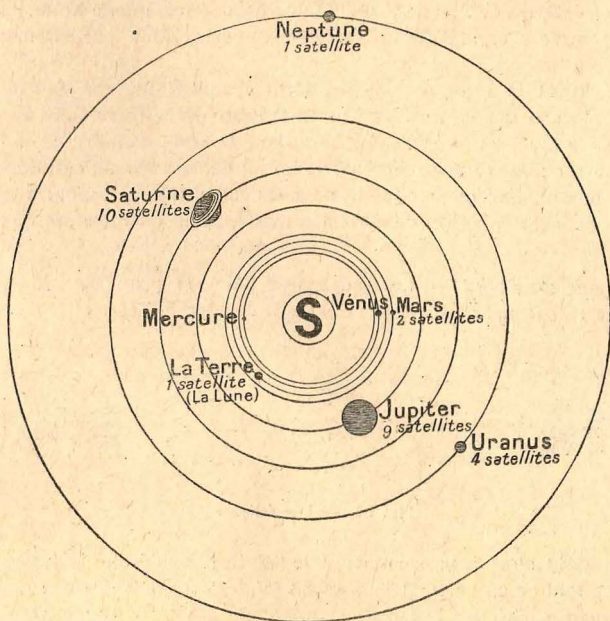 Neptune
1 satellite
Saturne
10 satellites
Mercure
S
Vénus
Mars
2 satellites
La Terre
1 satellite
(La Lune)
Jupiter
9 satellites
Uranus
4 satellites